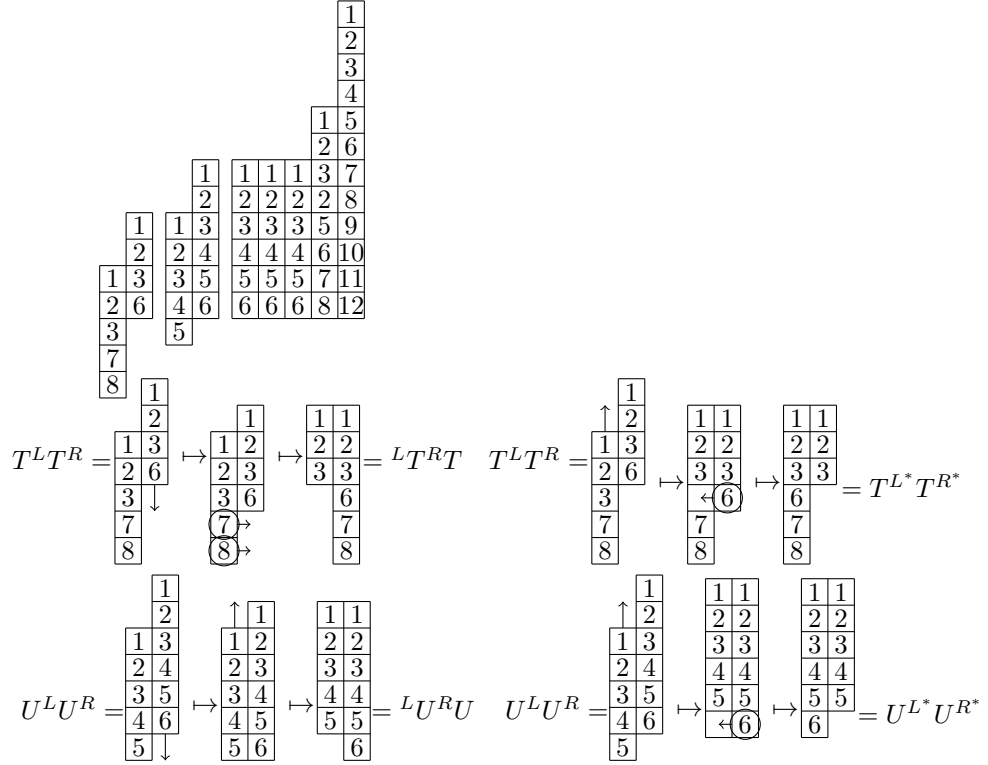 1
2
3
4
1 5
2 6
1 1 1 1 3 7
2 2 2 2 2 8
1 1 3 3 3 3 5 9
2 2 4 4 4 4 6 10
1 3 3 5 5 5 5 7 11
2 6 4 6 6 6 6 8 12
3 5
7
8
1 1
2 1 1 1 ↑ 2 1 1 1 1
1 3 1 2 2 2 1 3 2 2 2 2
T^L T^R = 2 6 ↦ 2 3 ↦ 3 3 = ^L T^R T T^L T^R = 2 6 ↦ 3 3 ↦ 3 3 = T^{L*} T^{R*}
3 ↓ 3 6 6 3 ← 6 6
7 7 → 7 7 7 7
8 8 → 8 8 8 8
1 1 1 1 1 1
2 ↑ 1 1 1 ↑ 2 2 2 2 2
1 3 1 2 2 2 1 3 3 3 3 3
2 4 2 3 3 3 2 4 4 4 4 4
3 5 3 4 4 4 3 5 5 5 5 5
U^L U^R = 4 6 ↦ 4 5 ↦ 5 5 = ^L U^R U U^L U^R = 4 6 ↦ ← 6 ↦ 6 = U^{L*} U^{R*}
5 ↓ 5 6 6 5